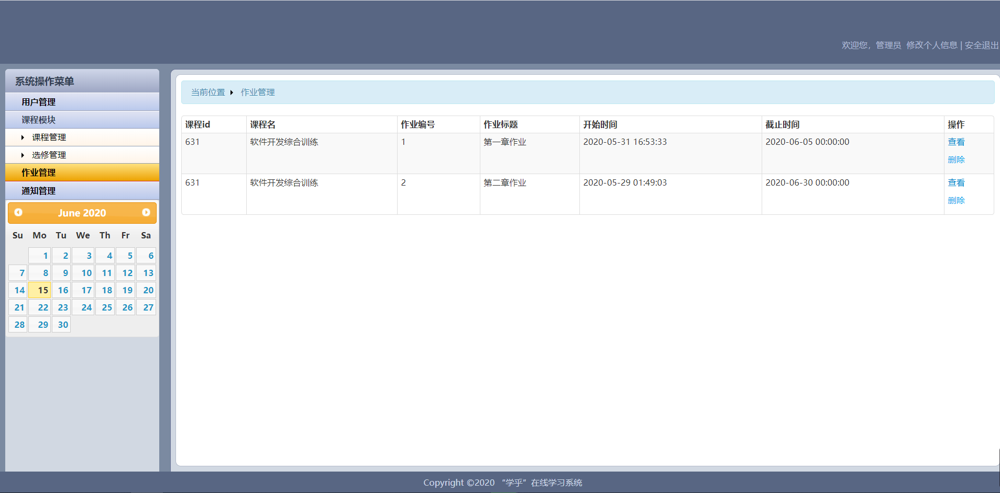 欢迎您，管理员 修改个人信息 | 安全退出
系统操作菜单
用户管理
课程模块
课程管理
选修管理
作业管理
通知管理
June 2020
Su Mo Tu We Th Fr Sa
1 2 3 4 5 6
7 8 9 10 11 12 13
14 15 16 17 18 19 20
21 22 23 24 25 26 27
28 29 30
当前位置 作业管理
课程id 课程名 作业编号 作业标题 开始时间 截止时间 操作
631 软件开发综合训练 1 第一章作业 2020-05-31 16:53:33 2020-06-05 00:00:00 查看
删除
631 软件开发综合训练 2 第二章作业 2020-05-29 01:49:03 2020-06-30 00:00:00 查看
删除
Copyright ©2020 “学乎”在线学习系统